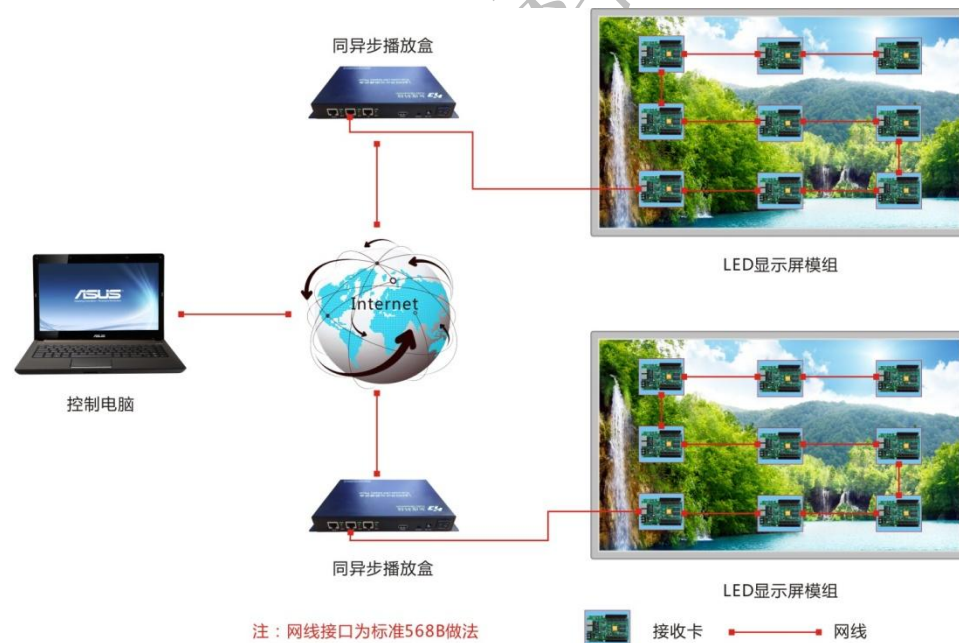 同异步播放盒
LED显示屏模组
ASUS
Internet
控制电脑
同异步播放盒
LED显示屏模组
注：网线接口为标准568B做法
接收卡
网线